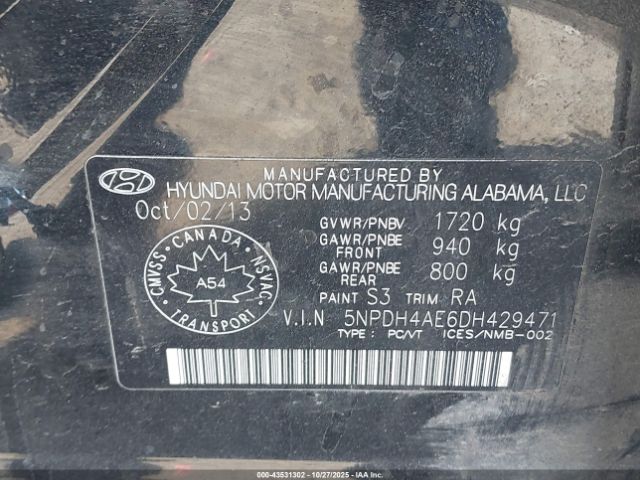 MANUFACTURED BY
HYUNDAI MOTOR MANUFACTURING ALABAMA, LLC
Oct/02/13
GVWR/PNBV 1720 kg
GAWR/PNBE FRONT 940 kg
GAWR/PNBE REAR 800 kg
PAINT S3 TRIM RA
CANADA
CMVSS
NSVAC
A54
TRANSPORT
V.I.N 5NPDH4AE6DH429471
TYPE : PC/VT ICES/NMB-002
000-43531302 - 10/27/2025 - IAAI.COM